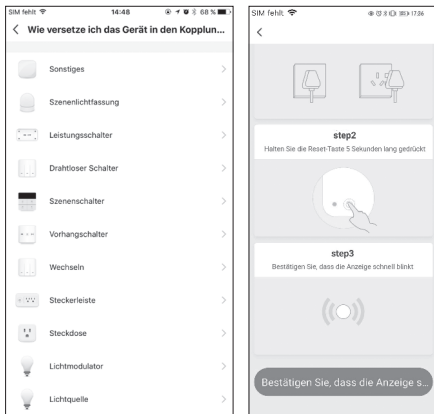 SIM fehlt 14:48 68 %
Wie versetze ich das Gerät in den Kopplun...
Sonstiges
Szenenlichtfassung
Leistungsschalter
Drahtloser Schalter
Szenenschalter
Vorhangschalter
Wechseln
Steckerleiste
Steckdose
Lichtmodulator
Lichtquelle
SIM fehlt 17:26
step2
Halten Sie die Reset-Taste 5 Sekunden lang gedrückt
step3
Bestätigen Sie, dass die Anzeige schnell blinkt
Bestätigen Sie, dass die Anzeige s...